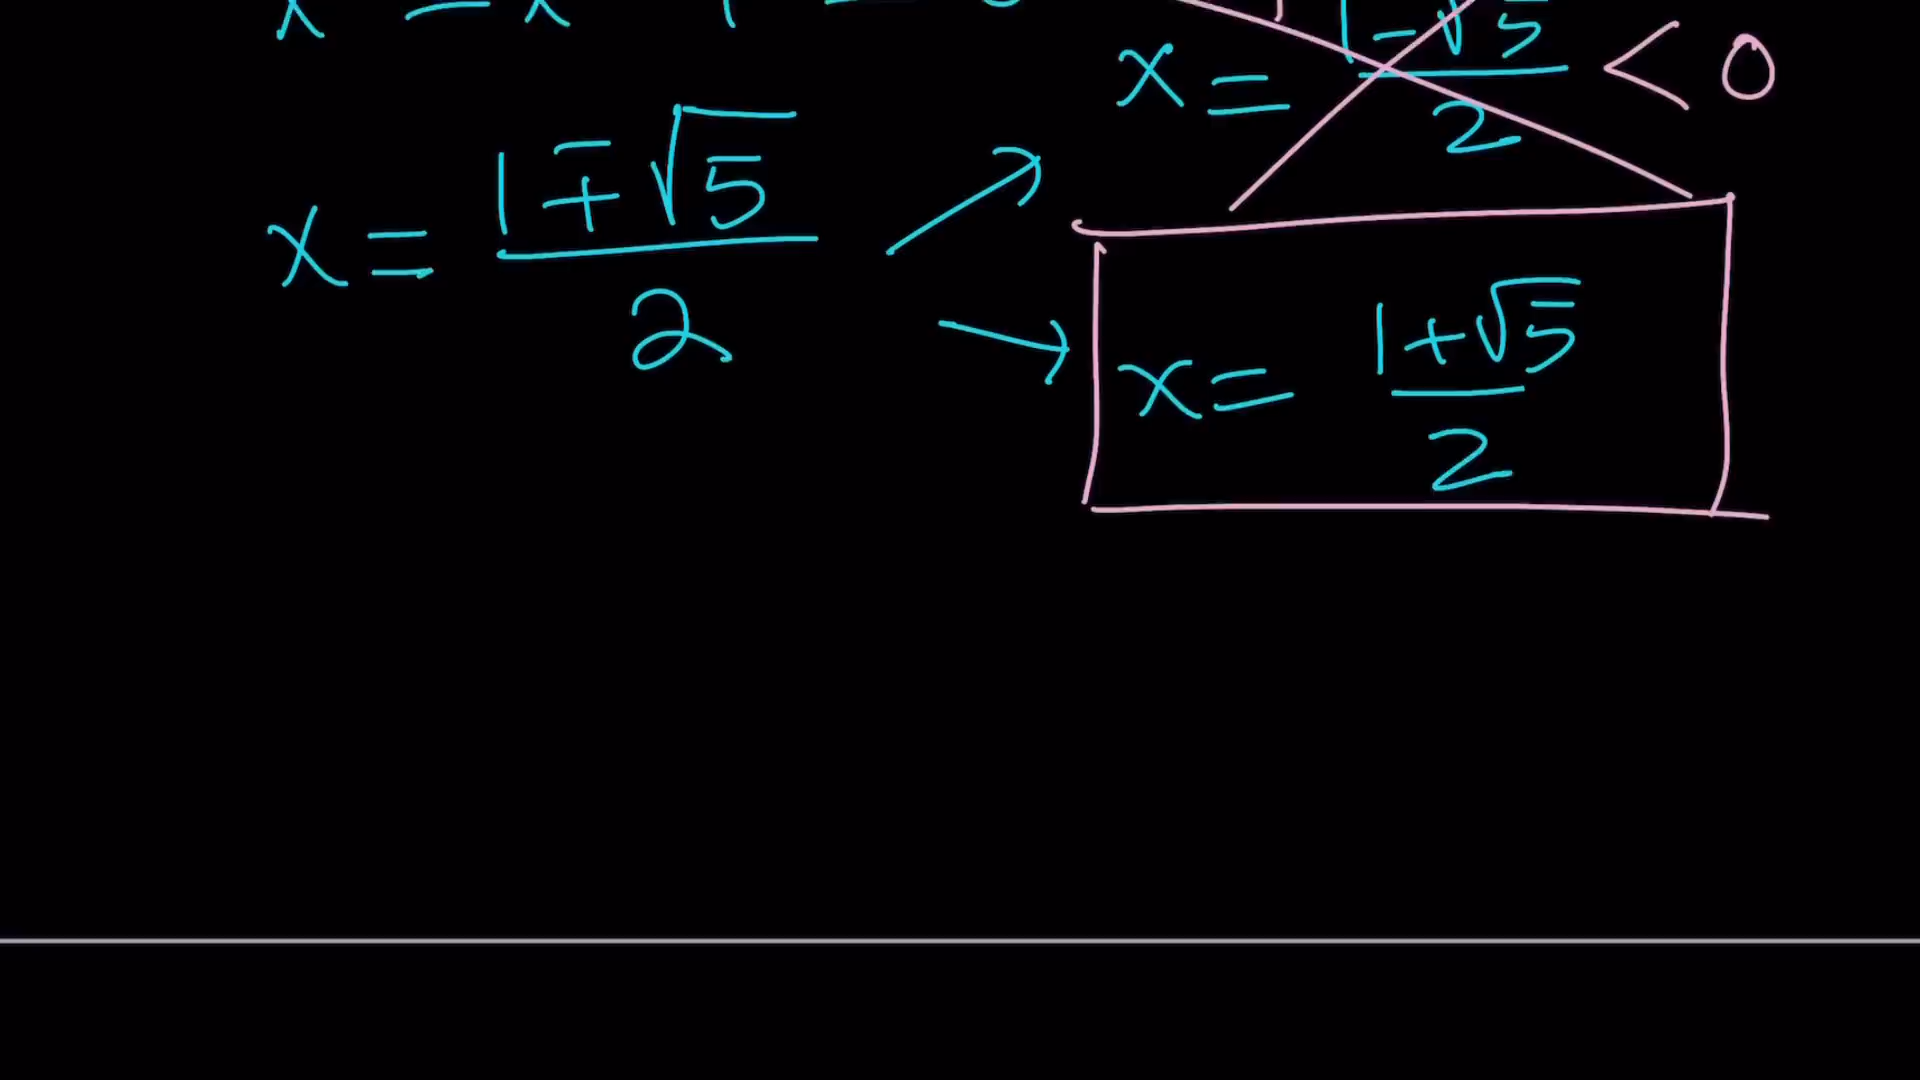 x = (1 ∓ √5)/2
x = (1 - √5)/2 < 0
x = (1 + √5)/2